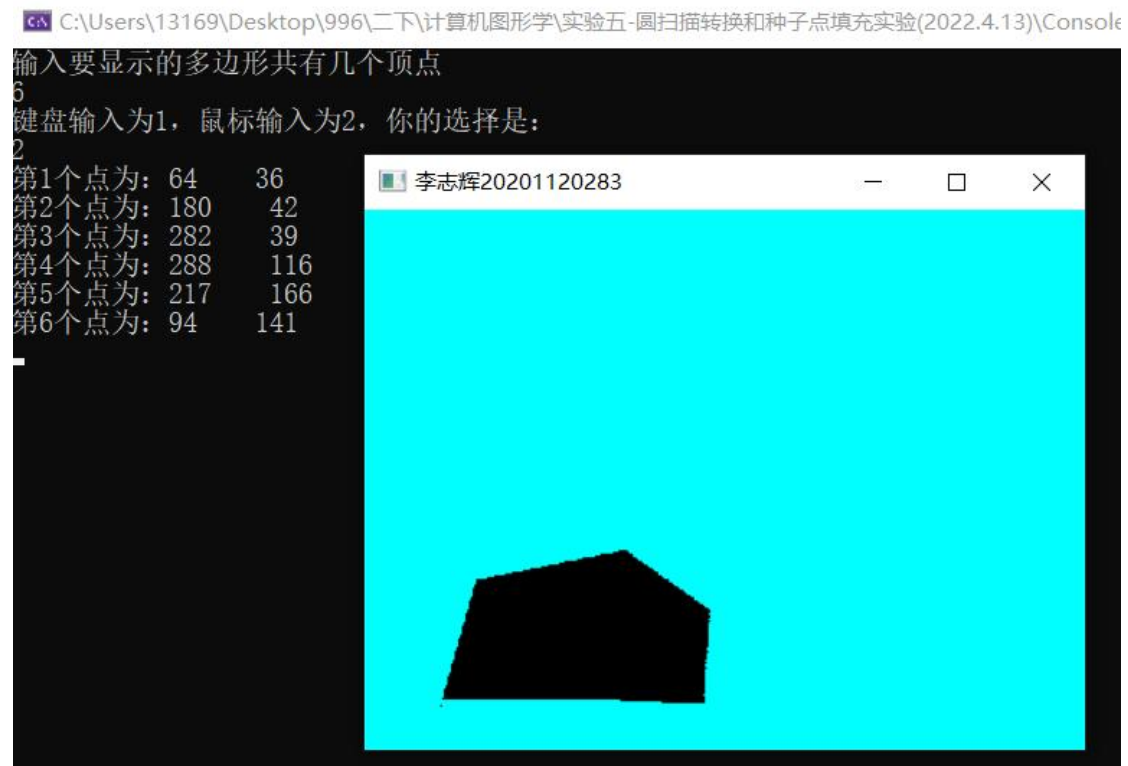 C:\Users\13169\Desktop\996\二下\计算机图形学\实验五-圆扫描转换和种子点填充实验(2022.4.13)\Console
输入要显示的多边形共有几个顶点
6
键盘输入为1，鼠标输入为2，你的选择是：
2
第1个点为：64 36
第2个点为：180 42
第3个点为：282 39
第4个点为：288 116
第5个点为：217 166
第6个点为：94 141
李志辉20201120283